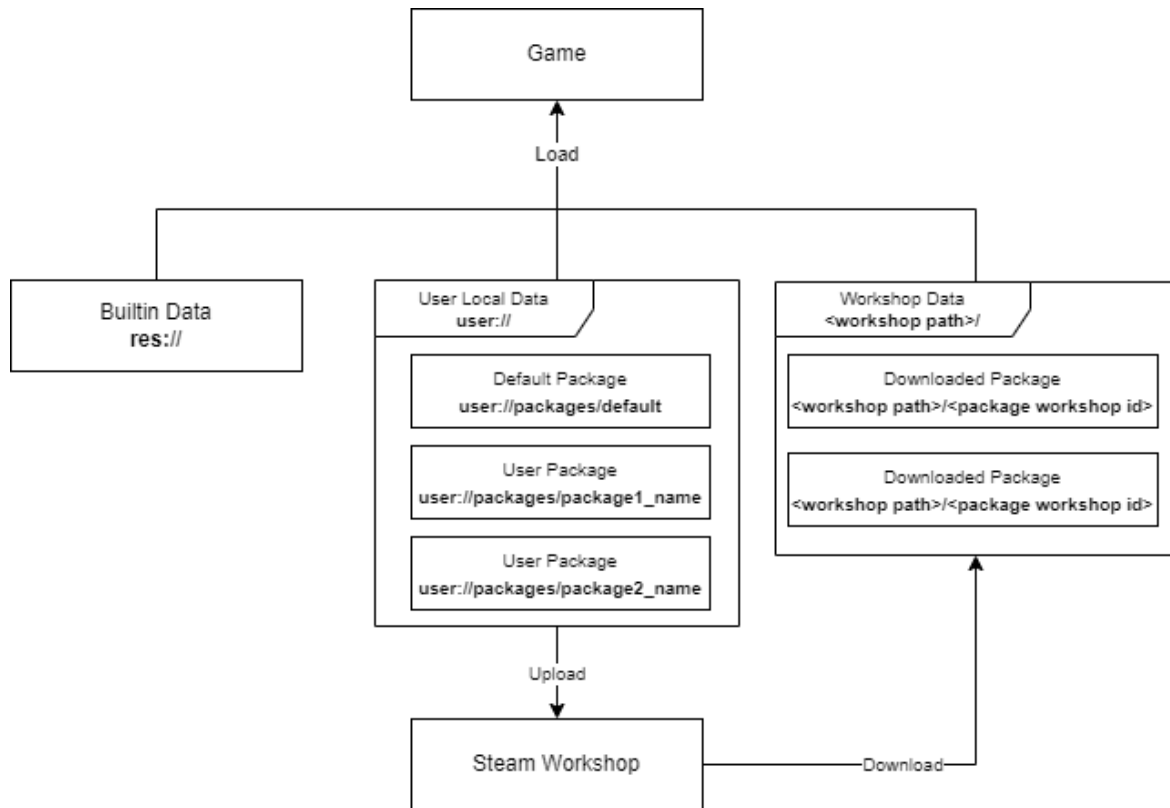 Game
Load
Builtin Data
res://
User Local Data
user://
Default Package
user://packages/default
User Package
user://packages/package1_name
User Package
user://packages/package2_name
Workshop Data
<workshop path>/
Downloaded Package
<workshop path>/<package workshop id>
Downloaded Package
<workshop path>/<package workshop id>
Upload
Steam Workshop
Download